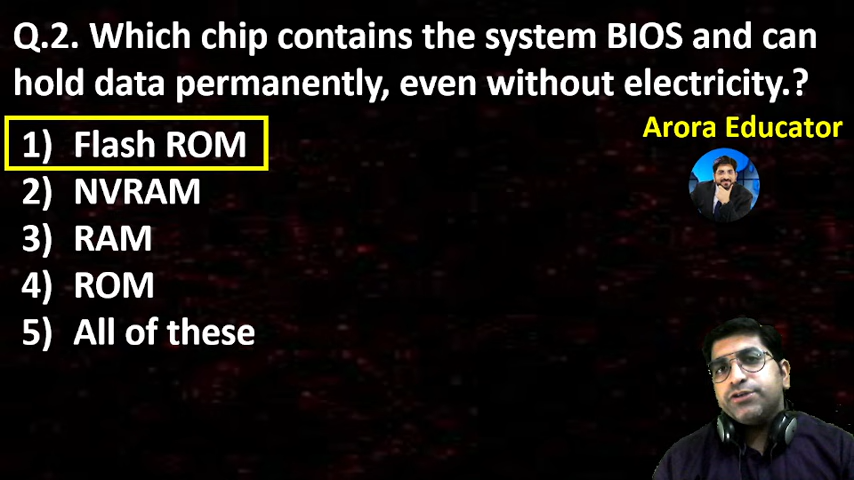 Q.2. Which chip contains the system BIOS and can
hold data permanently, even without electricity.?
Arora Educator
1) Flash ROM
2) NVRAM
3) RAM
4) ROM
5) All of these